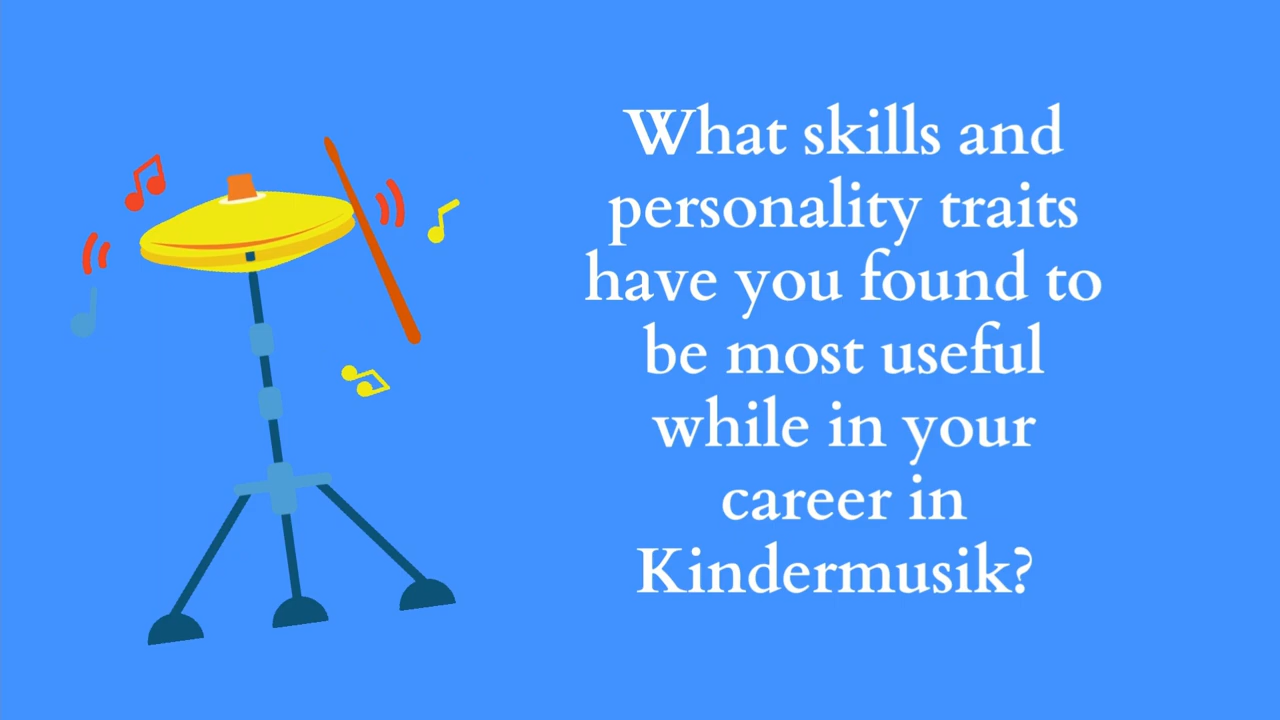 What skills and
personality traits
have you found to
be most useful
while in your
career in
Kindermusik?